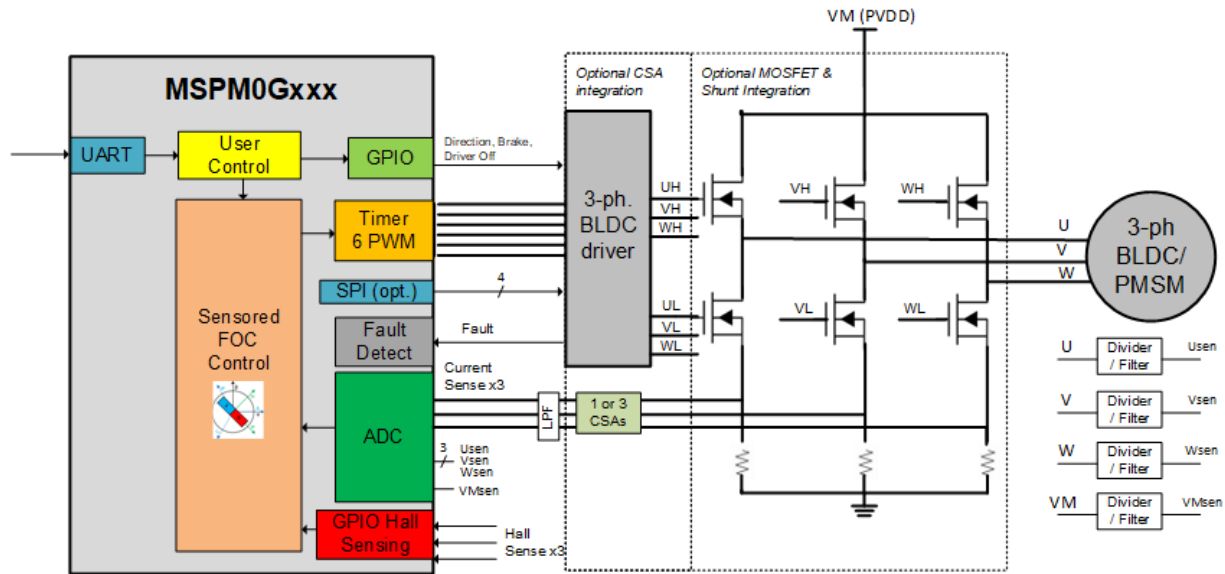 VM (PVDD)
MSPM0Gxxx
Optional CSA
integration
Optional MOSFET &
Shunt Integration
UART
User
Control
GPIO
Direction, Brake,
Driver Off
Timer
6 PWM
3-ph.
BLDC
driver
UH
VH
WH
VH
WH
U
V
W
3-ph
BLDC/
PMSM
SPI (opt.)
4
Sensored
FOC
Control
Fault
Detect
Fault
UL
VL
WL
VL
WL
Current
Sense x3
ADC
LPF
1 or 3
CSAs
3
Usen
Vsen
Wsen
VMsen
GPIO Hall
Sensing
Hall
Sense x3
U
Divider
/ Filter
Usen
V
Divider
/ Filter
Vsen
W
Divider
/ Filter
Wsen
VM
Divider
/ Filter
VMsen